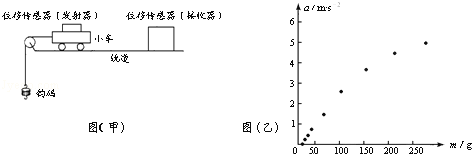 位移传感器（发射器） 位移传感器（接收器）
小车
轨道
钩码
图(甲)
a/m·s⁻²
6
5
4
3
2
1
0 50 100 150 200 250 m/g
图(乙)